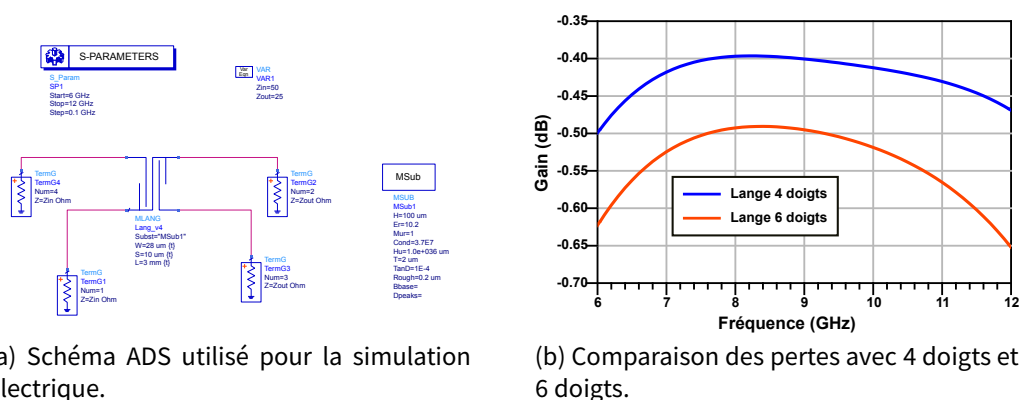 S-PARAMETERS
S_Param
SP1
Start=6 GHz
Stop=12 GHz
Step=0.1 GHz
Var
Eqn
VAR
VAR1
Zin=50
Zout=25
TermG
TermG4
Num=4
Z=Zin Ohm
TermG
TermG2
Num=2
Z=Zout Ohm
MLANG
Lang_v4
Subst="MSub1"
W=28 um {t}
S=10 um {t}
L=3 mm {t}
TermG
TermG1
Num=1
Z=Zin Ohm
TermG
TermG3
Num=3
Z=Zout Ohm
MSub
MSUB
MSub1
H=100 um
Er=10.2
Mur=1
Cond=3.7E7
Hu=1.0e+036 um
T=2 um
TanD=1E-4
Rough=0.2 um
Bbase=
Dpeaks=
a) Schéma ADS utilisé pour la simulation
lectrique.
-0.35
-0.40
-0.45
-0.50
-0.55
-0.60
-0.65
-0.70
Gain (dB)
Lange 4 doigts
Lange 6 doigts
6 7 8 9 10 11 12
Fréquence (GHz)
(b) Comparaison des pertes avec 4 doigts et
6 doigts.